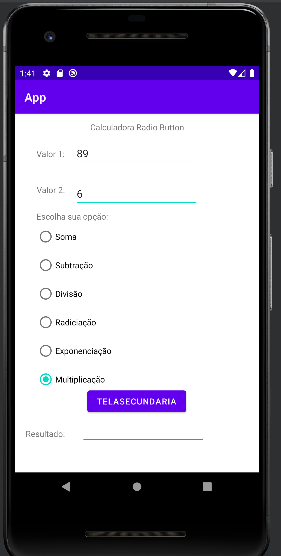 1:41
App
Calculadora Radio Button
Valor 1: 89
Valor 2: 6
Escolha sua opção:
Soma
Subtração
Divisão
Radiciação
Exponenciação
Multiplicação
TELASECUNDARIA
Resultado: